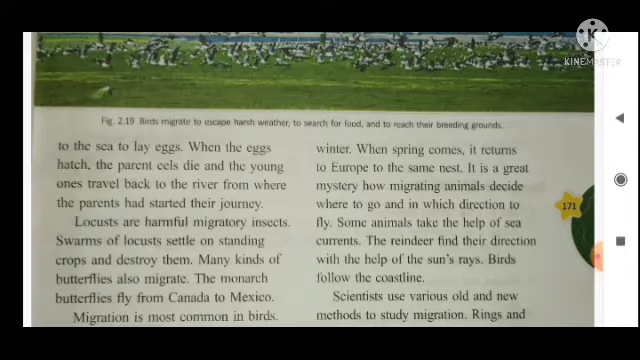 KINEMASTER
Fig. 2.19 Birds migrate to escape harsh weather, to search for food, and to reach their breeding grounds.
to the sea to lay eggs. When the eggs
hatch, the parent eels die and the young
ones travel back to the river from where
the parents had started their journey.
Locusts are harmful migratory insects.
Swarms of locusts settle on standing
crops and destroy them. Many kinds of
butterflies also migrate. The monarch
butterflies fly from Canada to Mexico.
Migration is most common in birds.
winter. When spring comes, it returns
to Europe to the same nest. It is a great
mystery how migrating animals decide
where to go and in which direction to
fly. Some animals take the help of sea
currents. The reindeer find their direction
with the help of the sun's rays. Birds
follow the coastline.
Scientists use various old and new
methods to study migration. Rings and
171